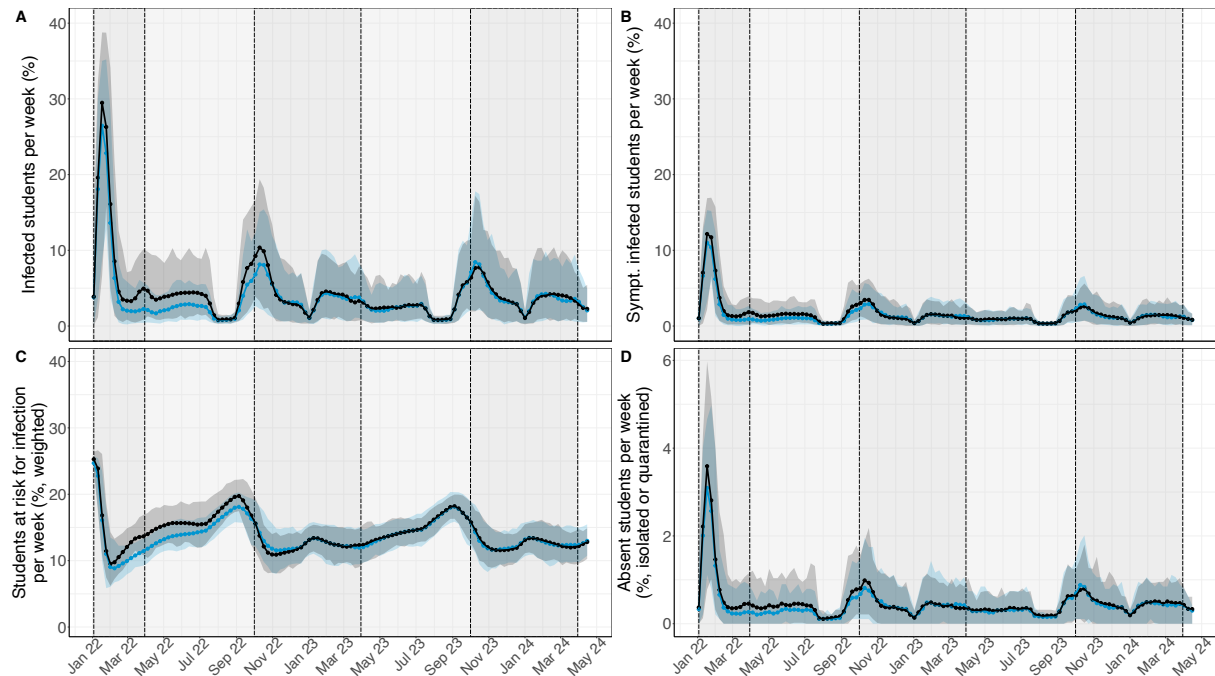 A
Infected students per week (%)
40
30
20
10
0
B
Sympt. infected students per week (%)
40
30
20
10
0
C
Students at risk for infection
per week (%, weighted)
40
30
20
10
0
Jan 22
Mar 22
May 22
Jul 22
Sep 22
Nov 22
Jan 23
Mar 23
May 23
Jul 23
Sep 23
Nov 23
Jan 24
Mar 24
May 24
D
Absent students per week
(%, isolated or quarantined)
6
4
2
0
Jan 22
Mar 22
May 22
Jul 22
Sep 22
Nov 22
Jan 23
Mar 23
May 23
Jul 23
Sep 23
Nov 23
Jan 24
Mar 24
May 24